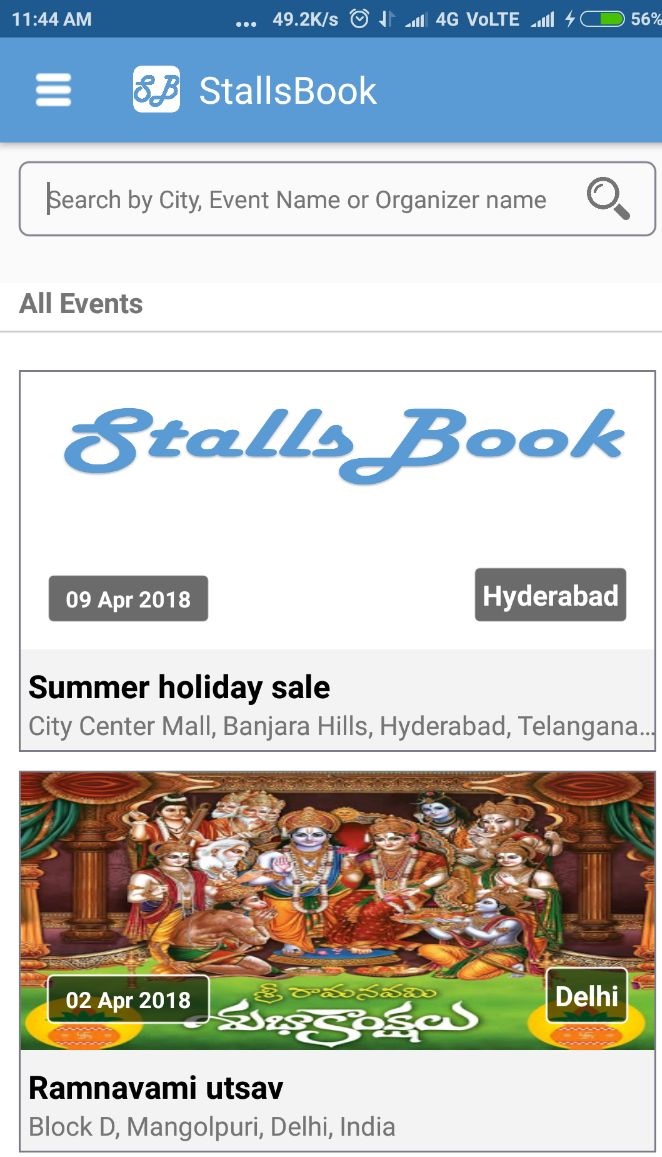 11:44 AM ... 49.2K/s 4G VoLTE 56%
SB StallsBook
Search by City, Event Name or Organizer name
All Events
StallsBook
09 Apr 2018
Hyderabad
Summer holiday sale
City Center Mall, Banjara Hills, Hyderabad, Telangana...
02 Apr 2018
Delhi
శ్రీ రామనవమి
శుభాకాంక్షలు
Ramnavami utsav
Block D, Mangolpuri, Delhi, India